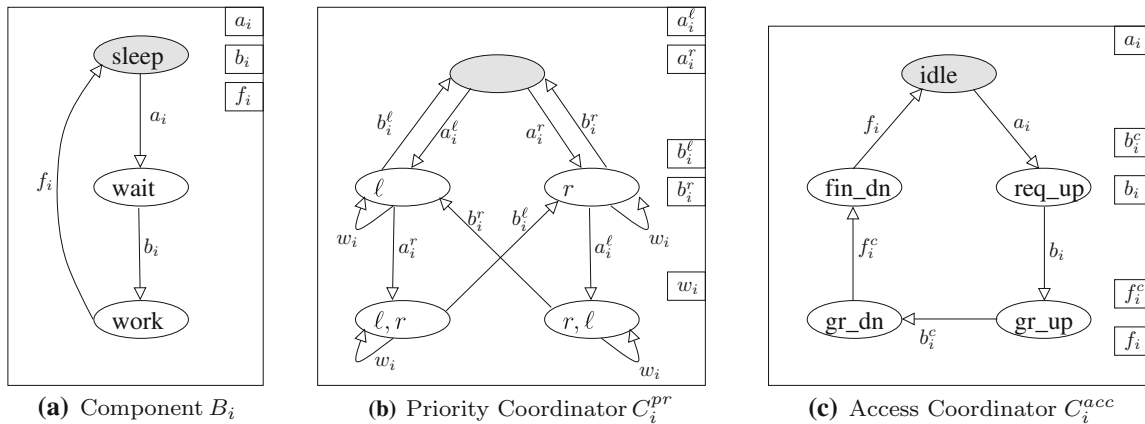 sleep
a_i
wait
b_i
work
f_i
a_i
b_i
f_i
(a) Component B_i
b_i^ℓ
a_i^ℓ
a_i^r
b_i^r
ℓ
r
w_i
a_i^r
b_i^r
b_i^ℓ
a_i^ℓ
w_i
ℓ, r
r, ℓ
w_i
w_i
a_i^ℓ
a_i^r
b_i^ℓ
b_i^r
w_i
(b) Priority Coordinator C_i^{pr}
idle
f_i
a_i
fin_dn
req_up
f_i^c
b_i
gr_dn
b_i^c
gr_up
a_i
b_i^c
b_i
f_i^c
f_i
(c) Access Coordinator C_i^{acc}